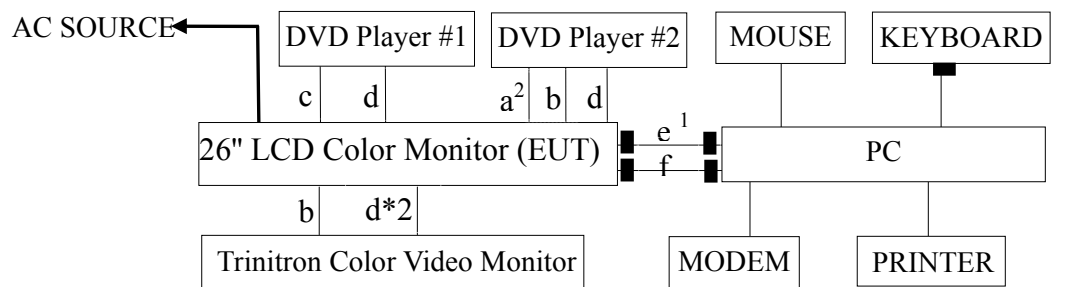 AC SOURCE
DVD Player #1
DVD Player #2
MOUSE
KEYBOARD
c
d
a²
b
d
26" LCD Color Monitor (EUT)
e ¹
f
PC
b
d*2
Trinitron Color Video Monitor
MODEM
PRINTER